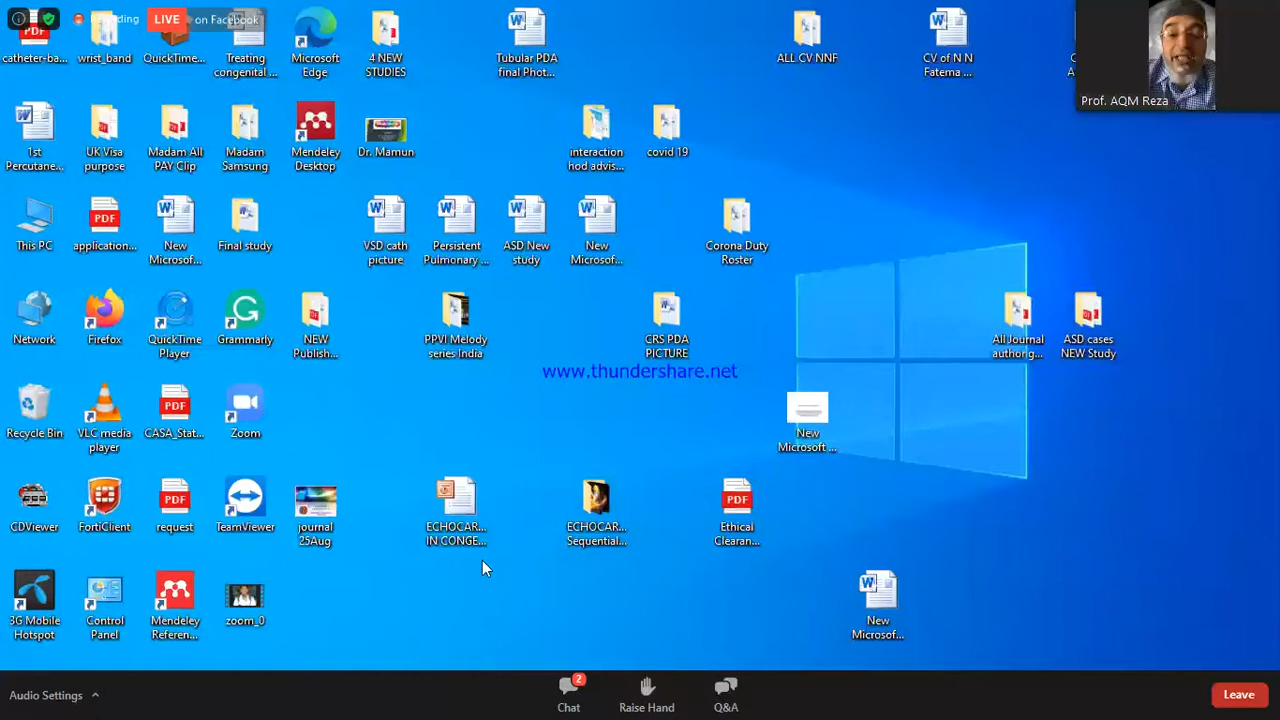 Recording
LIVE
on Facebook
catheter-ba...
wrist_band
QuickTime...
Treating
congenital ...
Microsoft
Edge
4 NEW
STUDIES
Tubular PDA
final Phot...
ALL CV NNF
CV of N N
Fatema ...
Prof. AQM Reza
1st
Percutane...
UK Visa
purpose
Madam All
PAY Clip
Madam
Samsung
Mendeley
Desktop
Dr. Mamun
interaction
hod advis...
covid 19
This PC
application...
New
Microsof...
Final study
VSD cath
picture
Persistent
Pulmonary ...
ASD New
study
New
Microsof...
Corona Duty
Roster
Network
Firefox
QuickTime
Player
Grammarly
NEW
Publish...
PPVI Melody
series India
CRS PDA
PICTURE
All Journal
author g...
ASD cases
NEW Study
www.thundershare.net
Recycle Bin
VLC media
player
CASA_Stat...
Zoom
New
Microsoft ...
CDViewer
FortiClient
request
TeamViewer
journal
25Aug
ECHOCAR...
IN CONGE...
ECHOCAR...
Sequential...
Ethical
Clearan...
3G Mobile
Hotspot
Control
Panel
Mendeley
Referen...
zoom_0
New
Microsof...
Audio Settings
2
Chat
Raise Hand
Q&A
Leave